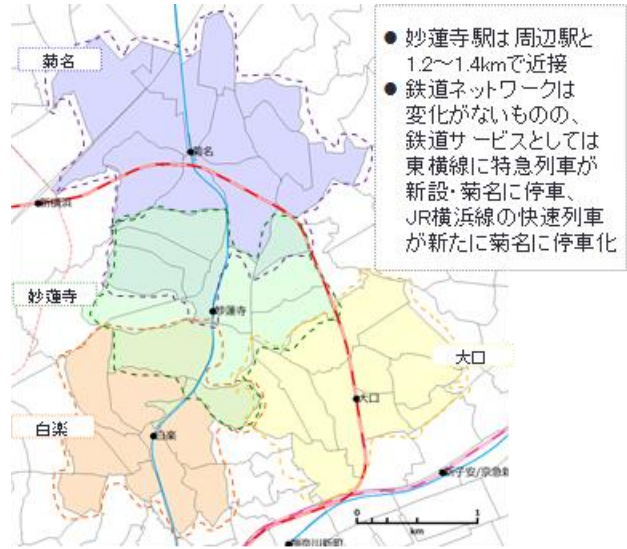 菊名
● 妙蓮寺駅は周辺駅と
1.2～1.4kmで近接
● 鉄道ネットワークは
変化がないものの、
鉄道サービスとしては
東横線に特急列車が
新設・菊名に停車、
JR横浜線の快速列車
が新たに菊名に停車化
菊名
新横浜
妙蓮寺
妙蓮寺
大口
大口
白楽
白楽
新子安/京急新
0
1
km
神奈川新町